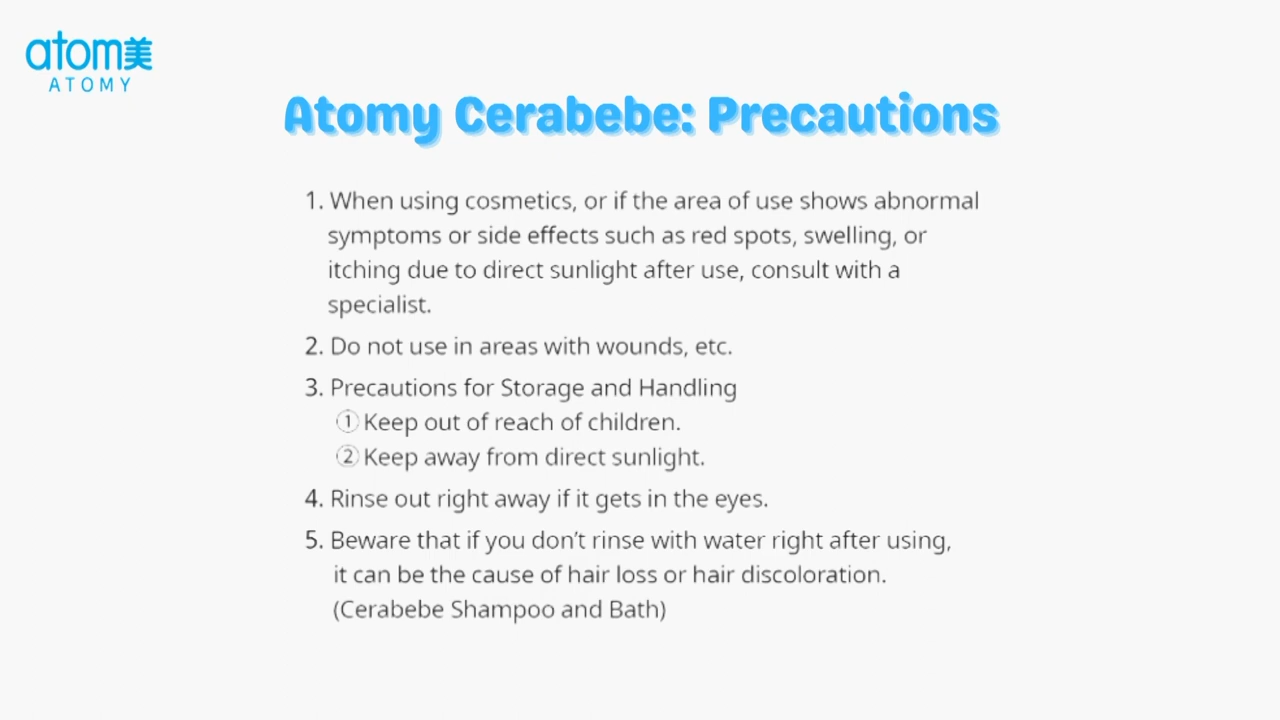 atom美
ATOMY
Atomy Cerabebe: Precautions
1. When using cosmetics, or if the area of use shows abnormal
symptoms or side effects such as red spots, swelling, or
itching due to direct sunlight after use, consult with a
specialist.
2. Do not use in areas with wounds, etc.
3. Precautions for Storage and Handling
① Keep out of reach of children.
② Keep away from direct sunlight.
4. Rinse out right away if it gets in the eyes.
5. Beware that if you don’t rinse with water right after using,
it can be the cause of hair loss or hair discoloration.
(Cerabebe Shampoo and Bath)